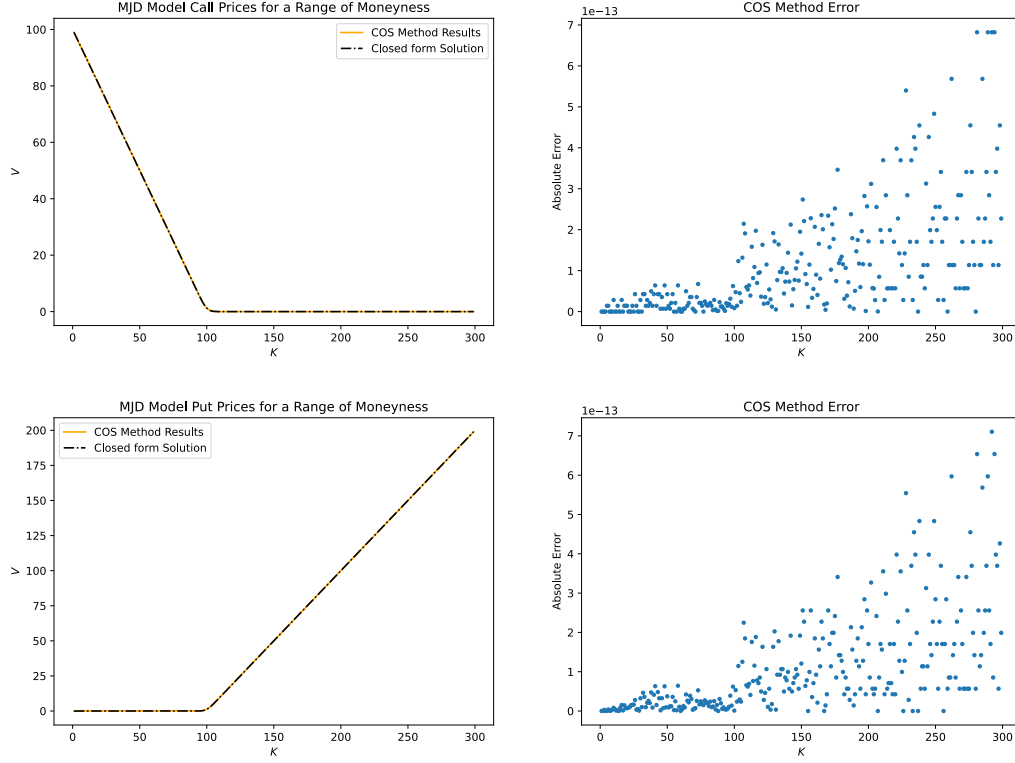 MJD Model Call Prices for a Range of Moneyness
COS Method Results
Closed form Solution
100
80
60
40
20
0
V
0 50 100 150 200 250 300
K
COS Method Error
1e−13
7
6
5
4
3
2
1
0
Absolute Error
0 50 100 150 200 250 300
K
MJD Model Put Prices for a Range of Moneyness
COS Method Results
Closed form Solution
200
175
150
125
100
75
50
25
0
V
0 50 100 150 200 250 300
K
COS Method Error
1e−13
7
6
5
4
3
2
1
0
Absolute Error
0 50 100 150 200 250 300
K